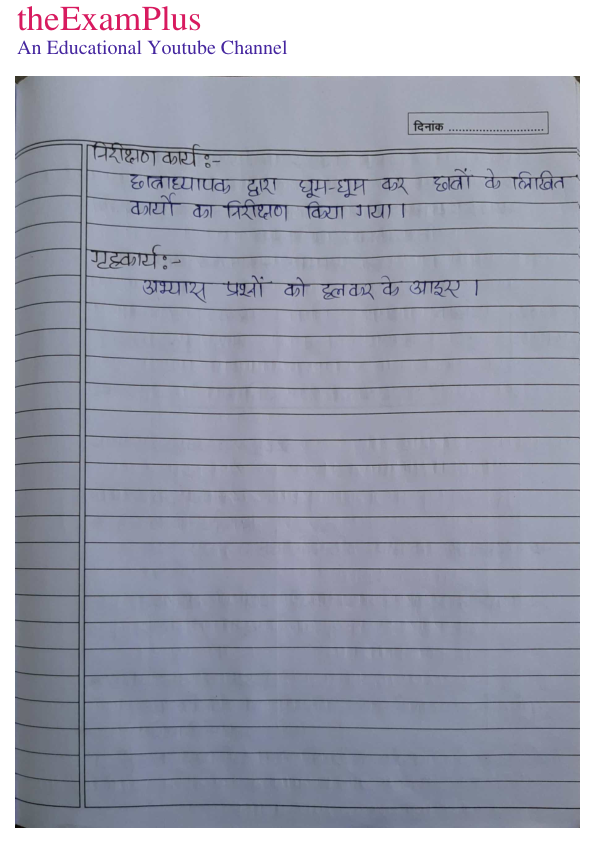 theExamPlus
An Educational Youtube Channel
दिनांक ............................
निरीक्षण कार्य :-
छात्राध्यापक द्वारा घूम-घूम कर छात्रों के लिखित
कार्यों का निरीक्षण किया गया।
गृहकार्य :-
अभ्यास प्रश्नों को हलकर के आइए ।